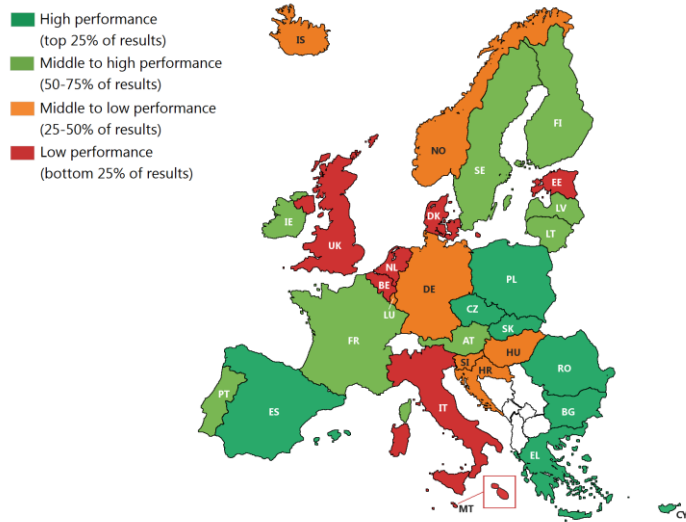 High performance
(top 25% of results)
Middle to high performance
(50-75% of results)
Middle to low performance
(25-50% of results)
Low performance
(bottom 25% of results)
IS
NO
SE
FI
EE
LV
LT
DK
IE
UK
NL
BE
LU
DE
PL
CZ
SK
FR
AT
HU
SI
HR
RO
PT
ES
IT
BG
EL
MT
CY